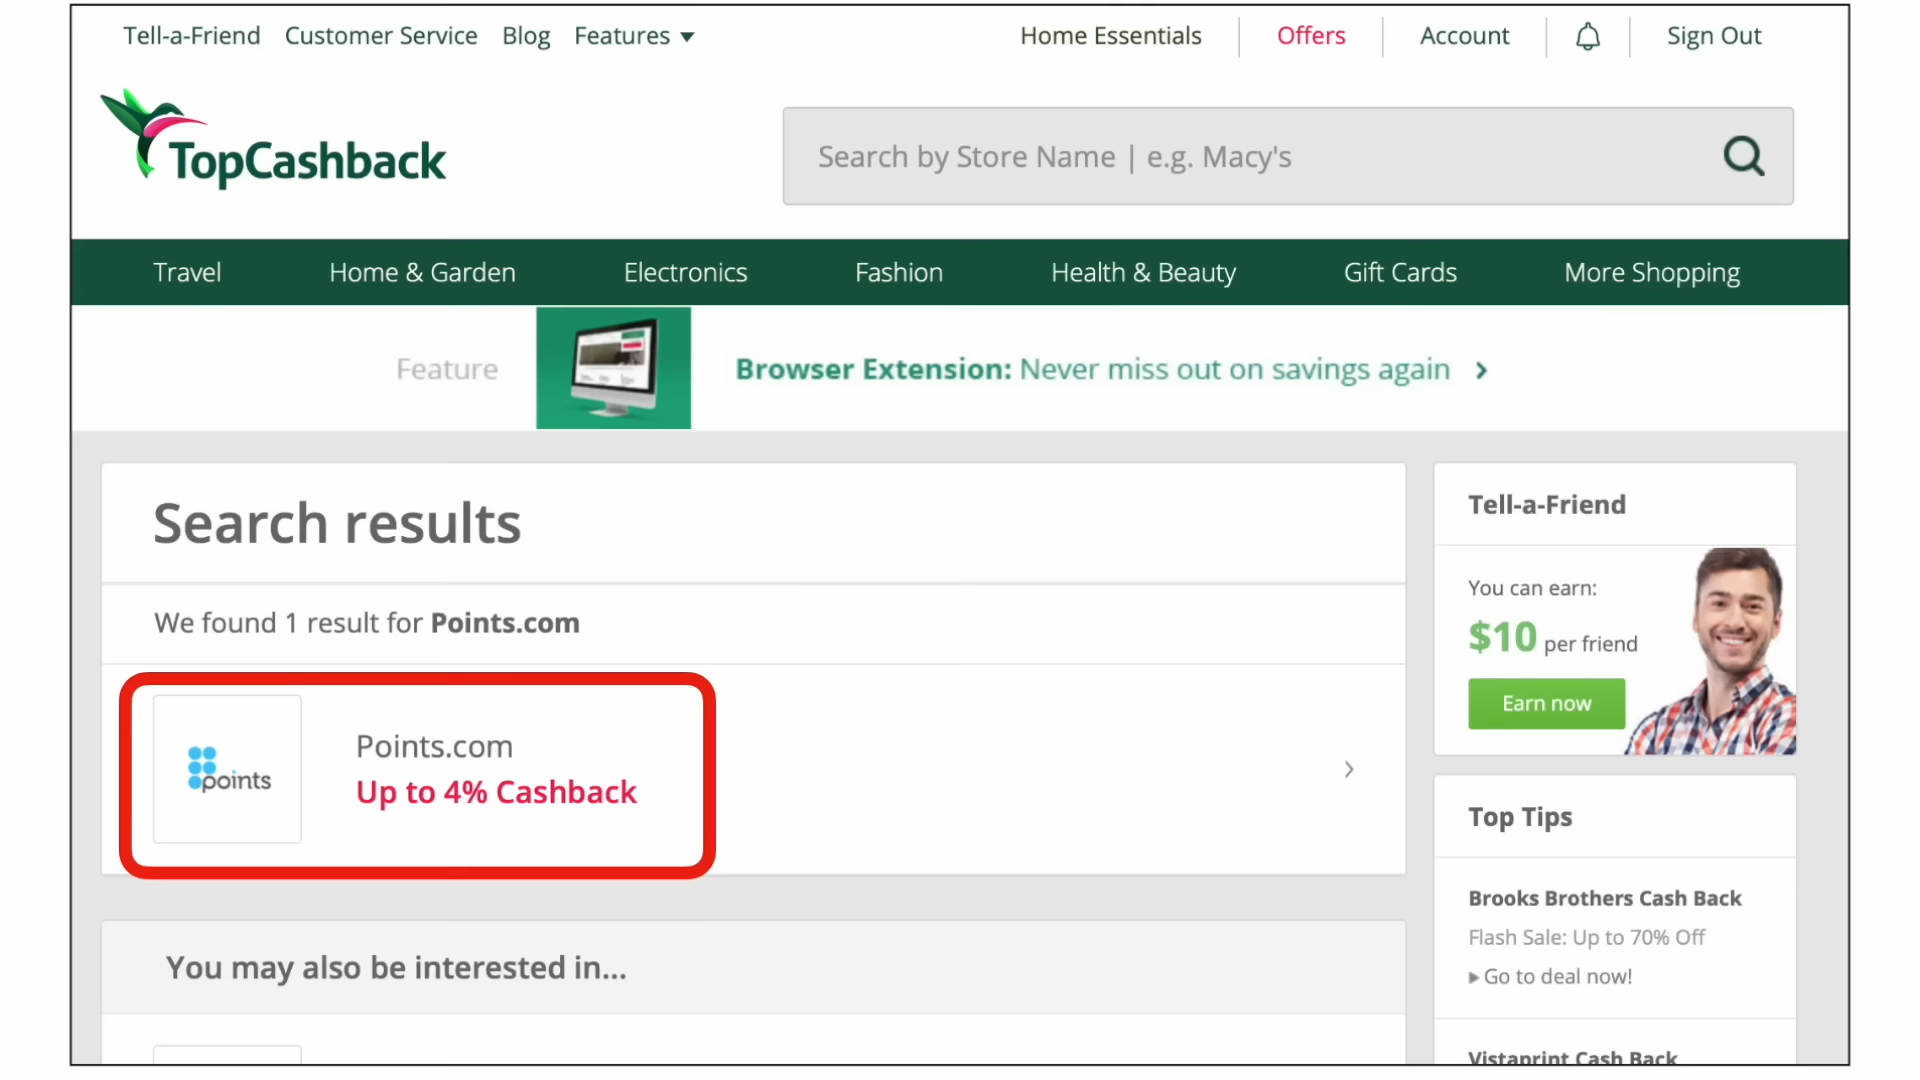 Tell-a-Friend Customer Service Blog Features
Home Essentials Offers Account Sign Out
TopCashback
Search by Store Name | e.g. Macy's
Travel Home & Garden Electronics Fashion Health & Beauty Gift Cards More Shopping
Feature
Browser Extension: Never miss out on savings again
Search results
We found 1 result for Points.com
points
Points.com
Up to 4% Cashback
You may also be interested in...
Tell-a-Friend
You can earn:
$10 per friend
Earn now
Top Tips
Brooks Brothers Cash Back
Flash Sale: Up to 70% Off
Go to deal now!
Vistaprint Cash Back